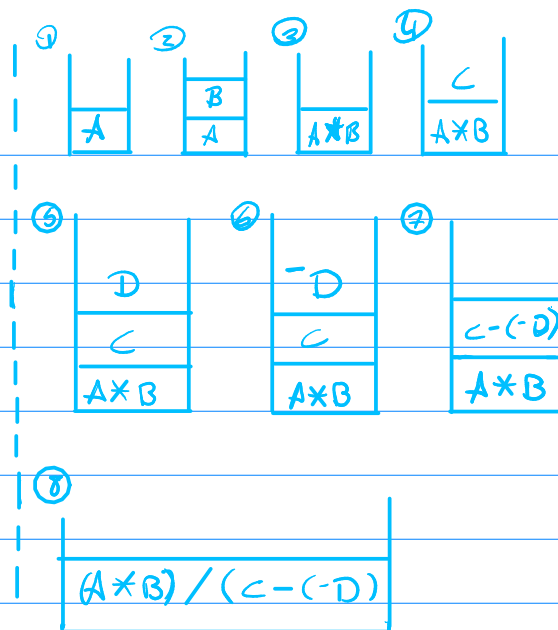 ① ② ③ ④
A
B
A
A*B
C
A*B
⑤ ⑥ ⑦
D
C
A*B
-D
C
A*B
C-(-D)
A*B
⑧
(A*B)/(C-(-D)